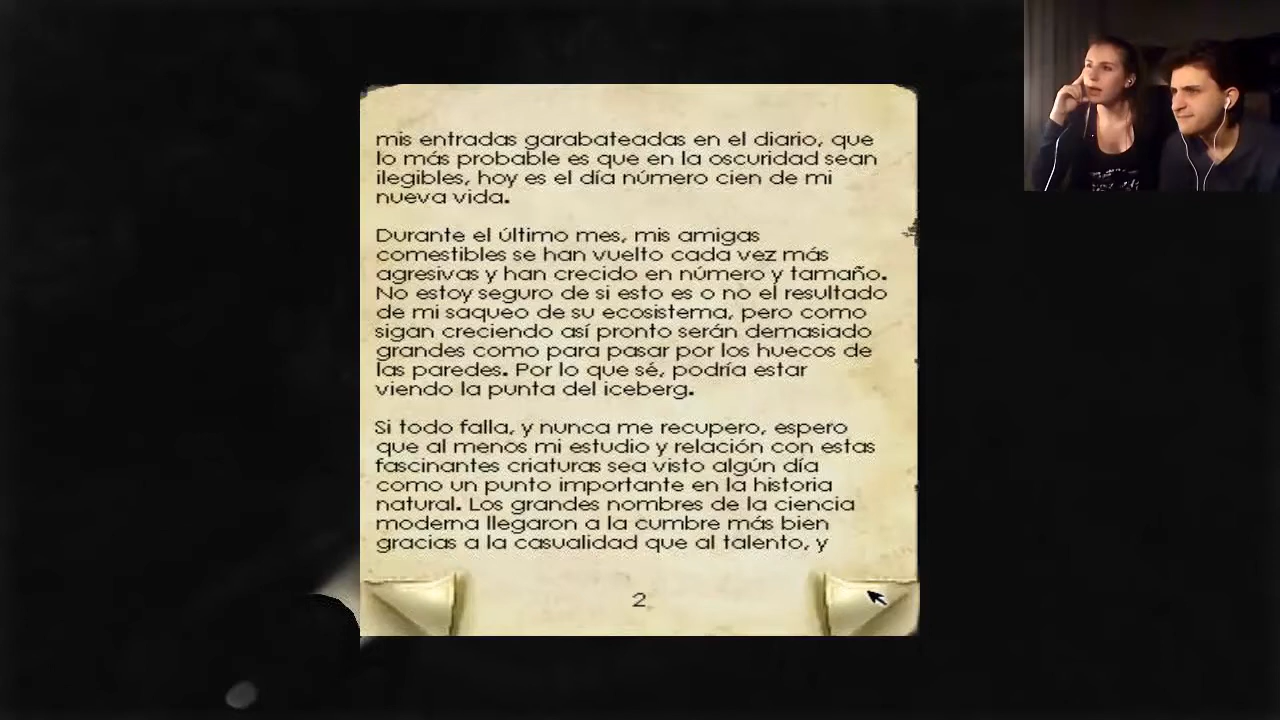 mis entradas garabateadas en el diario, que
lo más probable es que en la oscuridad sean
ilegibles, hoy es el día número cien de mi
nueva vida.
Durante el último mes, mis amigas
comestibles se han vuelto cada vez más
agresivas y han crecido en número y tamaño.
No estoy seguro de si esto es o no el resultado
de mi saqueo de su ecosistema, pero como
sigan creciendo así pronto serán demasiado
grandes como para pasar por los huecos de
las paredes. Por lo que sé, podría estar
viendo la punta del iceberg.
Si todo falla, y nunca me recupero, espero
que al menos mi estudio y relación con estas
fascinantes criaturas sea visto algún día
como un punto importante en la historia
natural. Los grandes nombres de la ciencia
moderna llegaron a la cumbre más bien
gracias a la casualidad que al talento, y
2